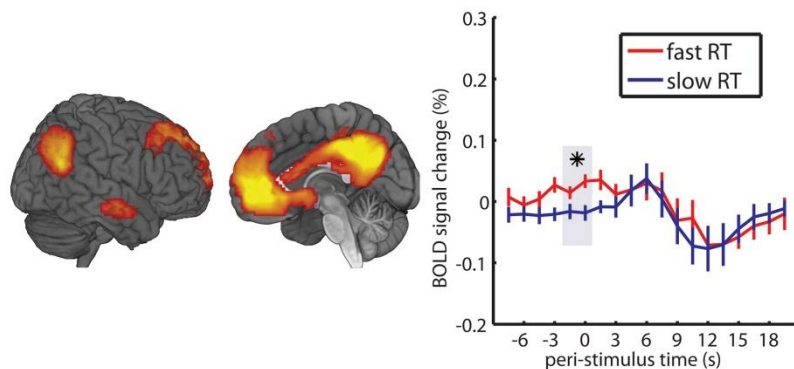 0.3
0.2
0.1
0
-0.1
-0.2
BOLD signal change (%)
fast RT
slow RT
*
-6 -3 0 3 6 9 12 15 18
peri-stimulus time (s)